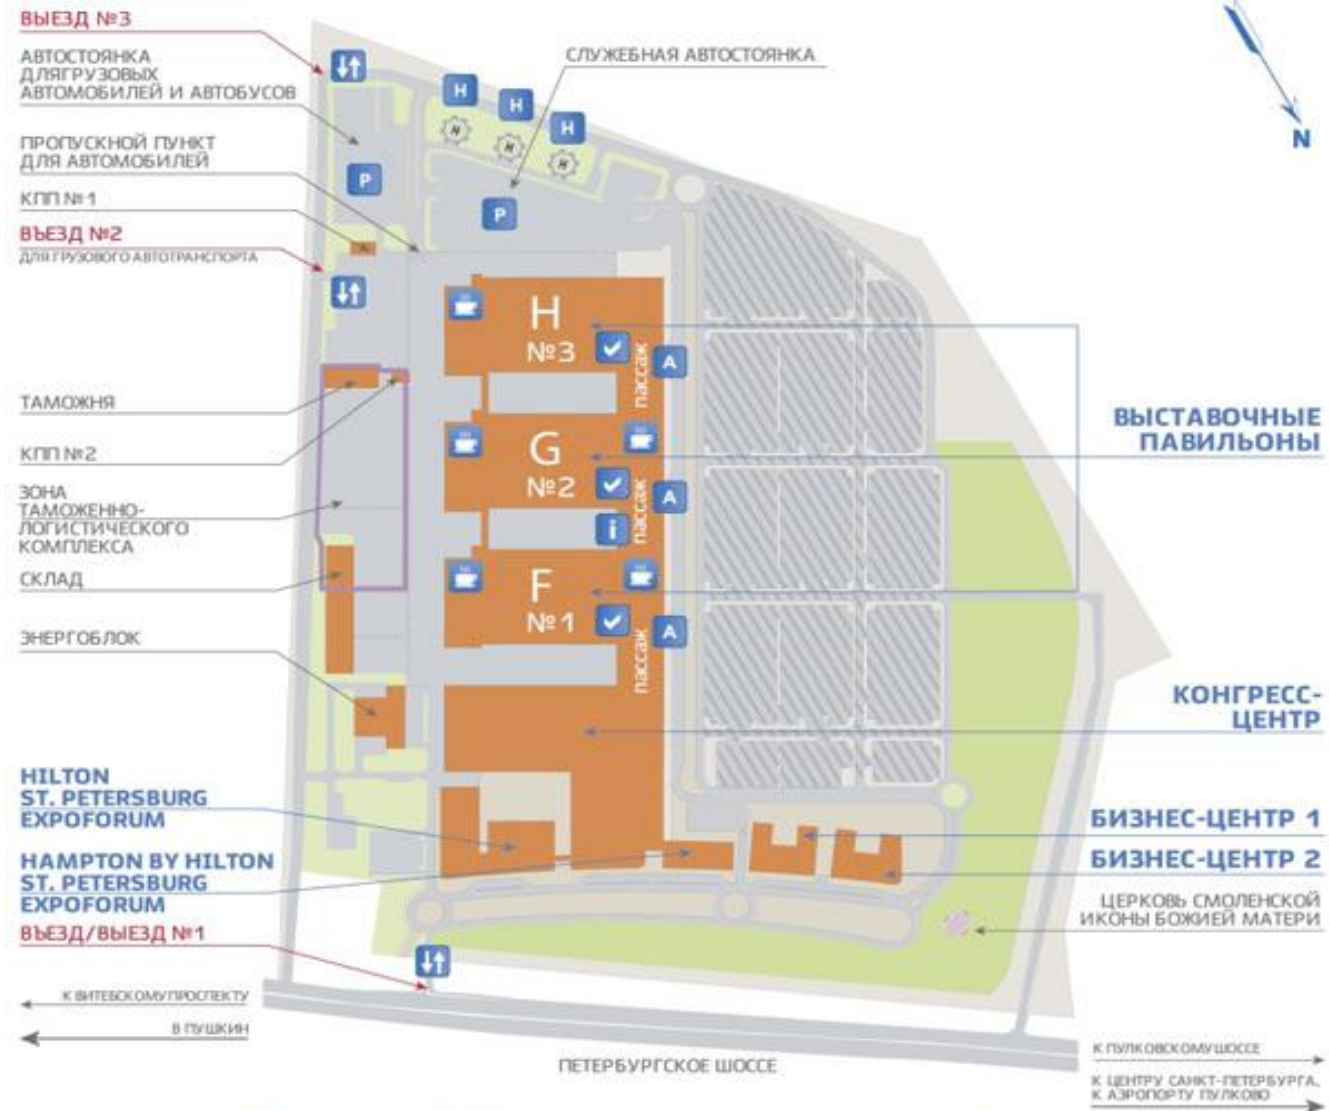 ВЫЕЗД №3
АВТОСТОЯНКА
ДЛЯГРУЗОВЫХ
АВТОМОБИЛЕЙ И АВТОБУСОВ
ПРОПУСКНОЙ ПУНКТ
ДЛЯ АВТОМОБИЛЕЙ
КПП №1
ВЪЕЗД №2
ДЛЯ ГРУЗОВОГО АВТОТРАНСПОРТА
ТАМОЖНЯ
КПП №2
ЗОНА
ТАМОЖЕННО-
ЛОГИСТИЧЕСКОГО
КОМПЛЕКСА
СКЛАД
ЭНЕРГОБЛОК
HILTON
ST. PETERSBURG
EXPOFORUM
HAMPTON BY HILTON
ST. PETERSBURG
EXPOFORUM
ВЪЕЗД/ВЫЕЗД №1
К ВИТЕБСКОМУ ПРОСПЕКТУ
В ПУШКИН
СЛУЖЕБНАЯ АВТОСТОЯНКА
H
H
H
H
H
H
P
P
H
№3
пассаж
A
G
№2
пассаж
A
i
F
№1
пассаж
A
N
ВЫСТАВОЧНЫЕ
ПАВИЛЬОНЫ
КОНГРЕСС-
ЦЕНТР
БИЗНЕС-ЦЕНТР 1
БИЗНЕС-ЦЕНТР 2
ЦЕРКОВЬ СМОЛЕНСКОЙ
ИКОНЫ БОЖИЕЙ МАТЕРИ
ПЕТЕРБУРГСКОЕ ШОССЕ
К ПУЛКОВСКОМУ ШОССЕ
К ЦЕНТРУ САНКТ-ПЕТЕРБУРГА,
К АЭРОПОРТУ ПУЛКОВО